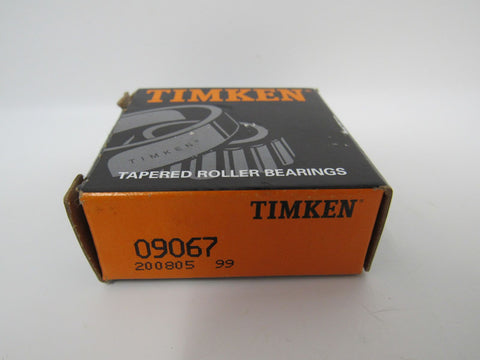 TIMKEN
TIMKEN
TAPERED ROLLER BEARINGS
TIMKEN
09067
200805 99